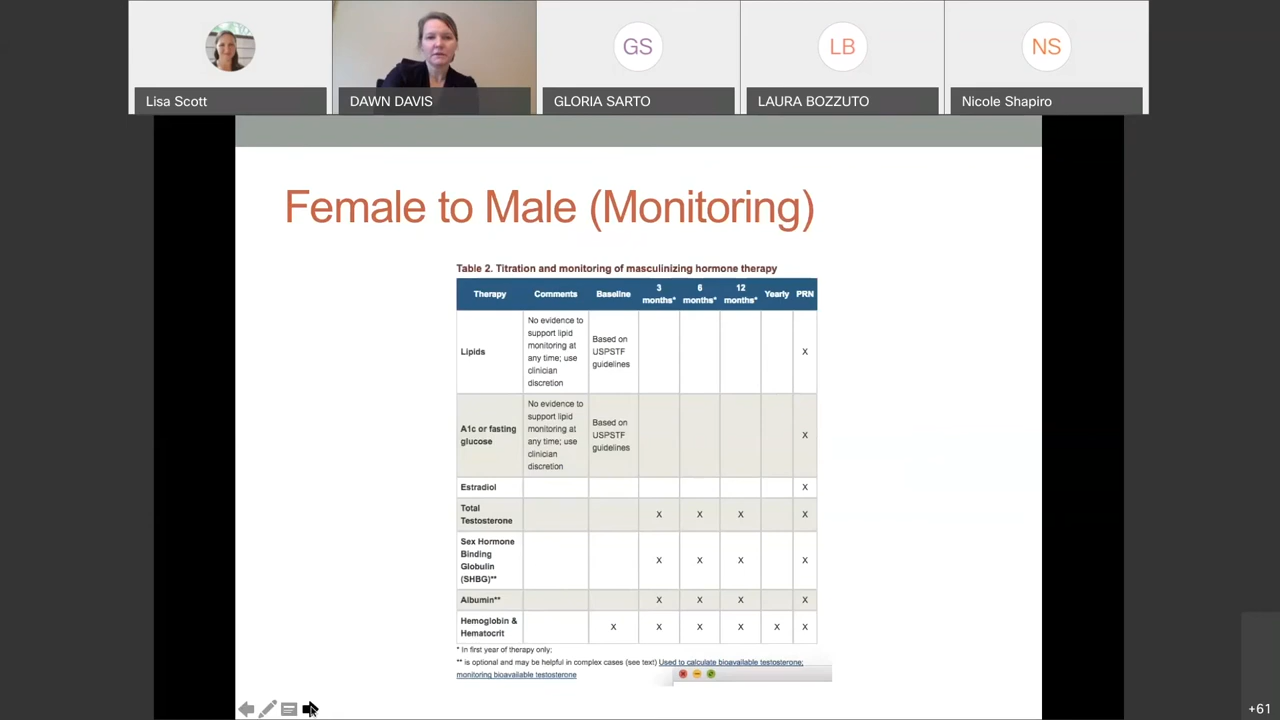 GS
LB
NS
Lisa Scott
DAWN DAVIS
GLORIA SARTO
LAURA BOZZUTO
Nicole Shapiro
Female to Male (Monitoring)
Table 2. Titration and monitoring of masculinizing hormone therapy
Therapy
Comments
Baseline
3
months*
6
months*
12
months*
Yearly
PRN
Lipids
No evidence to
support lipid
monitoring at
any time; use
clinician
discretion
Based on
USPSTF
guidelines
X
A1c or fasting
glucose
No evidence to
support lipid
monitoring at
any time; use
clinician
discretion
Based on
USPSTF
guidelines
X
Estradiol
X
Total
Testosterone
X X X X
Sex Hormone
Binding
Globulin
(SHBG)**
X X X X
Albumin**
X X X X
Hemoglobin &
Hematocrit
X X X X X X
* In first year of therapy only;
** is optional and may be helpful in complex cases (see text) Used to calculate bioavailable testosterone;
monitoring bioavailable testosterone
+61